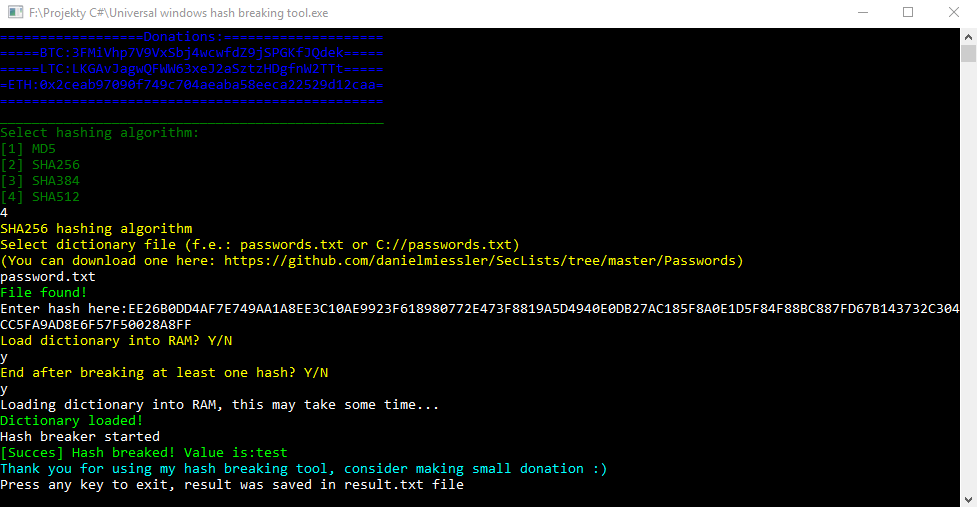 F:\Projekty C#\Universal windows hash breaking tool.exe
==================Donations:====================
=====BTC:3FMiVhp7V9VxSbj4wcwfdZ9jSPGKfJQdek=====
=====LTC:LKGAvJagwQFWW63xeJ2aSztzHDgfnW2TTt=====
=ETH:0x2ceab97090f749c704aeaba58eeca22529d12caa=
================================================
________________________________________________
Select hashing algorithm:
[1] MD5
[2] SHA256
[3] SHA384
[4] SHA512
4
SHA256 hashing algorithm
Select dictionary file (f.e.: passwords.txt or C://passwords.txt)
(You can download one here: https://github.com/danielmiessler/SecLists/tree/master/Passwords)
password.txt
File found!
Enter hash here:EE26B0DD4AF7E749AA1A8EE3C10AE9923F618980772E473F8819A5D4940E0DB27AC185F8A0E1D5F84F88BC887FD67B143732C304
CC5FA9AD8E6F57F50028A8FF
Load dictionary into RAM? Y/N
y
End after breaking at least one hash? Y/N
y
Loading dictionary into RAM, this may take some time...
Dictionary loaded!
Hash breaker started
[Succes] Hash breaked! Value is:test
Thank you for using my hash breaking tool, consider making small donation :)
Press any key to exit, result was saved in result.txt file